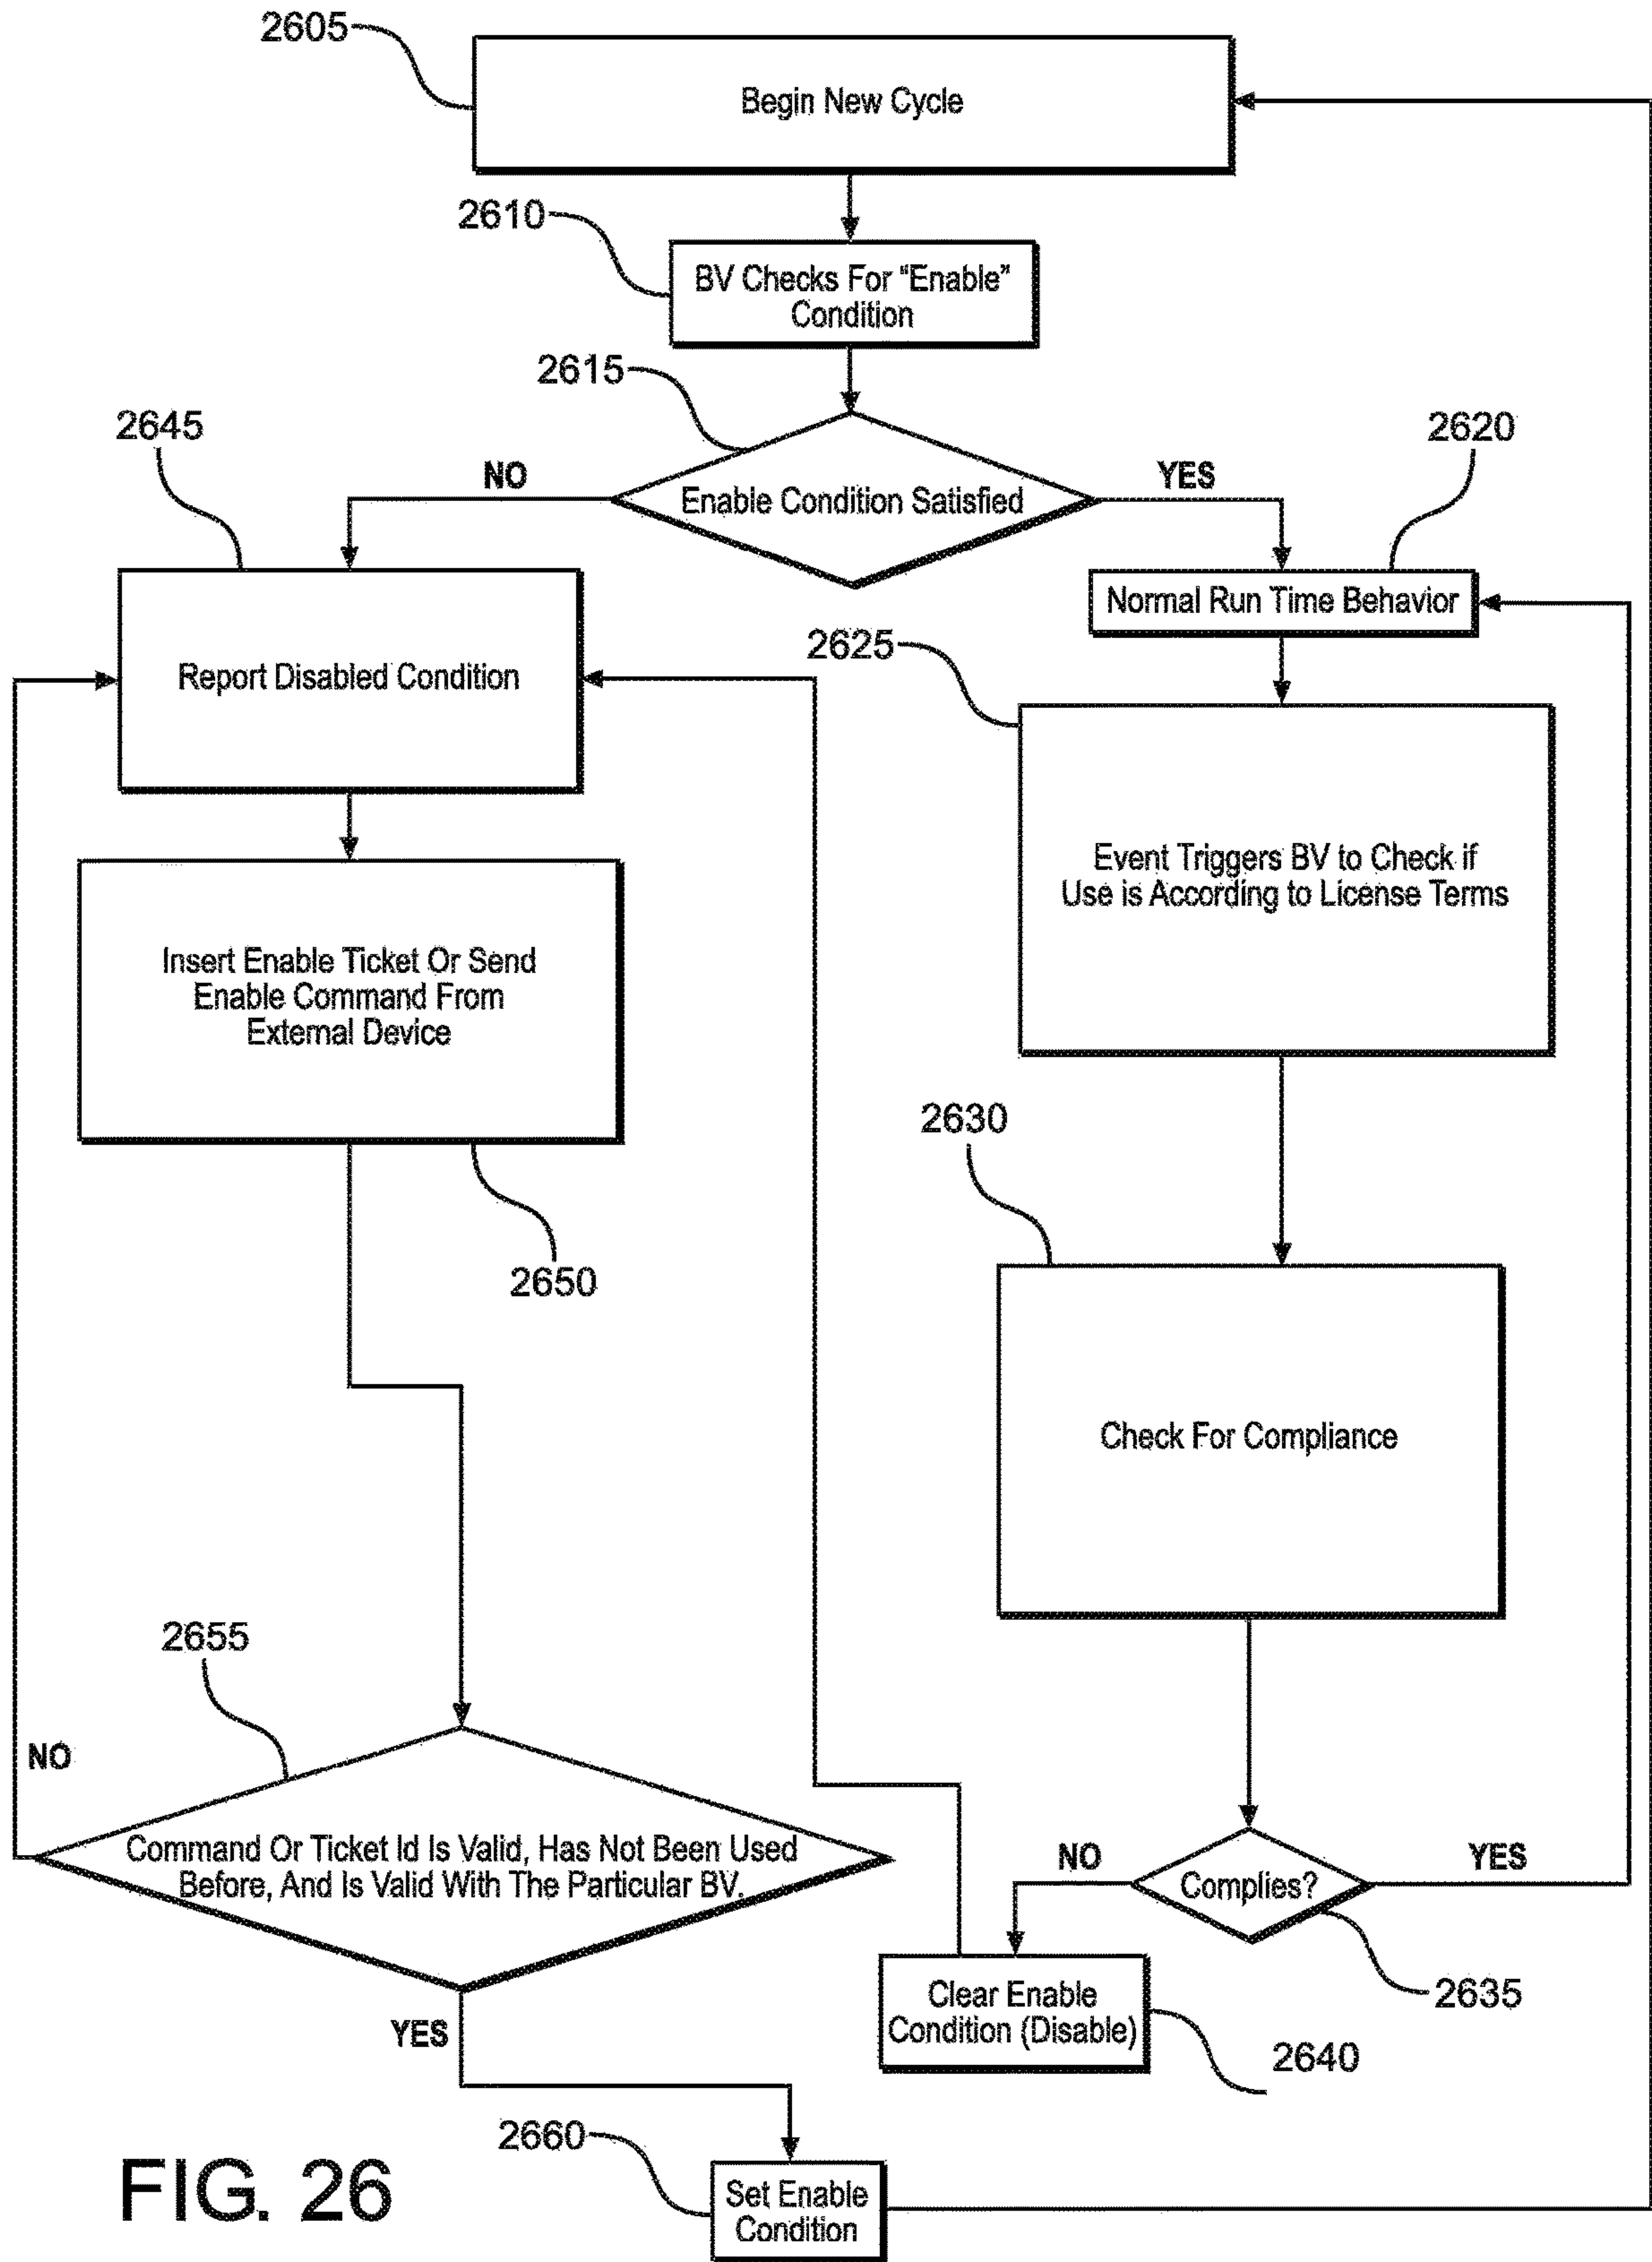 2605
Begin New Cycle
2610
BV Checks For “Enable”
Condition
2615
2645
2620
NO
YES
Enable Condition Satisfied
Normal Run Time Behavior
2625
Report Disabled Condition
Event Triggers BV to Check if
Use is According to License Terms
Insert Enable Ticket Or Send
Enable Command From
External Device
2630
2650
Check For Compliance
2655
NO
Command Or Ticket Id Is Valid, Has Not Been Used
Before, And Is Valid With The Particular BV.
NO
YES
Complies?
2635
Clear Enable
Condition (Disable)
YES
2640
2660
FIG. 26
Set Enable
Condition